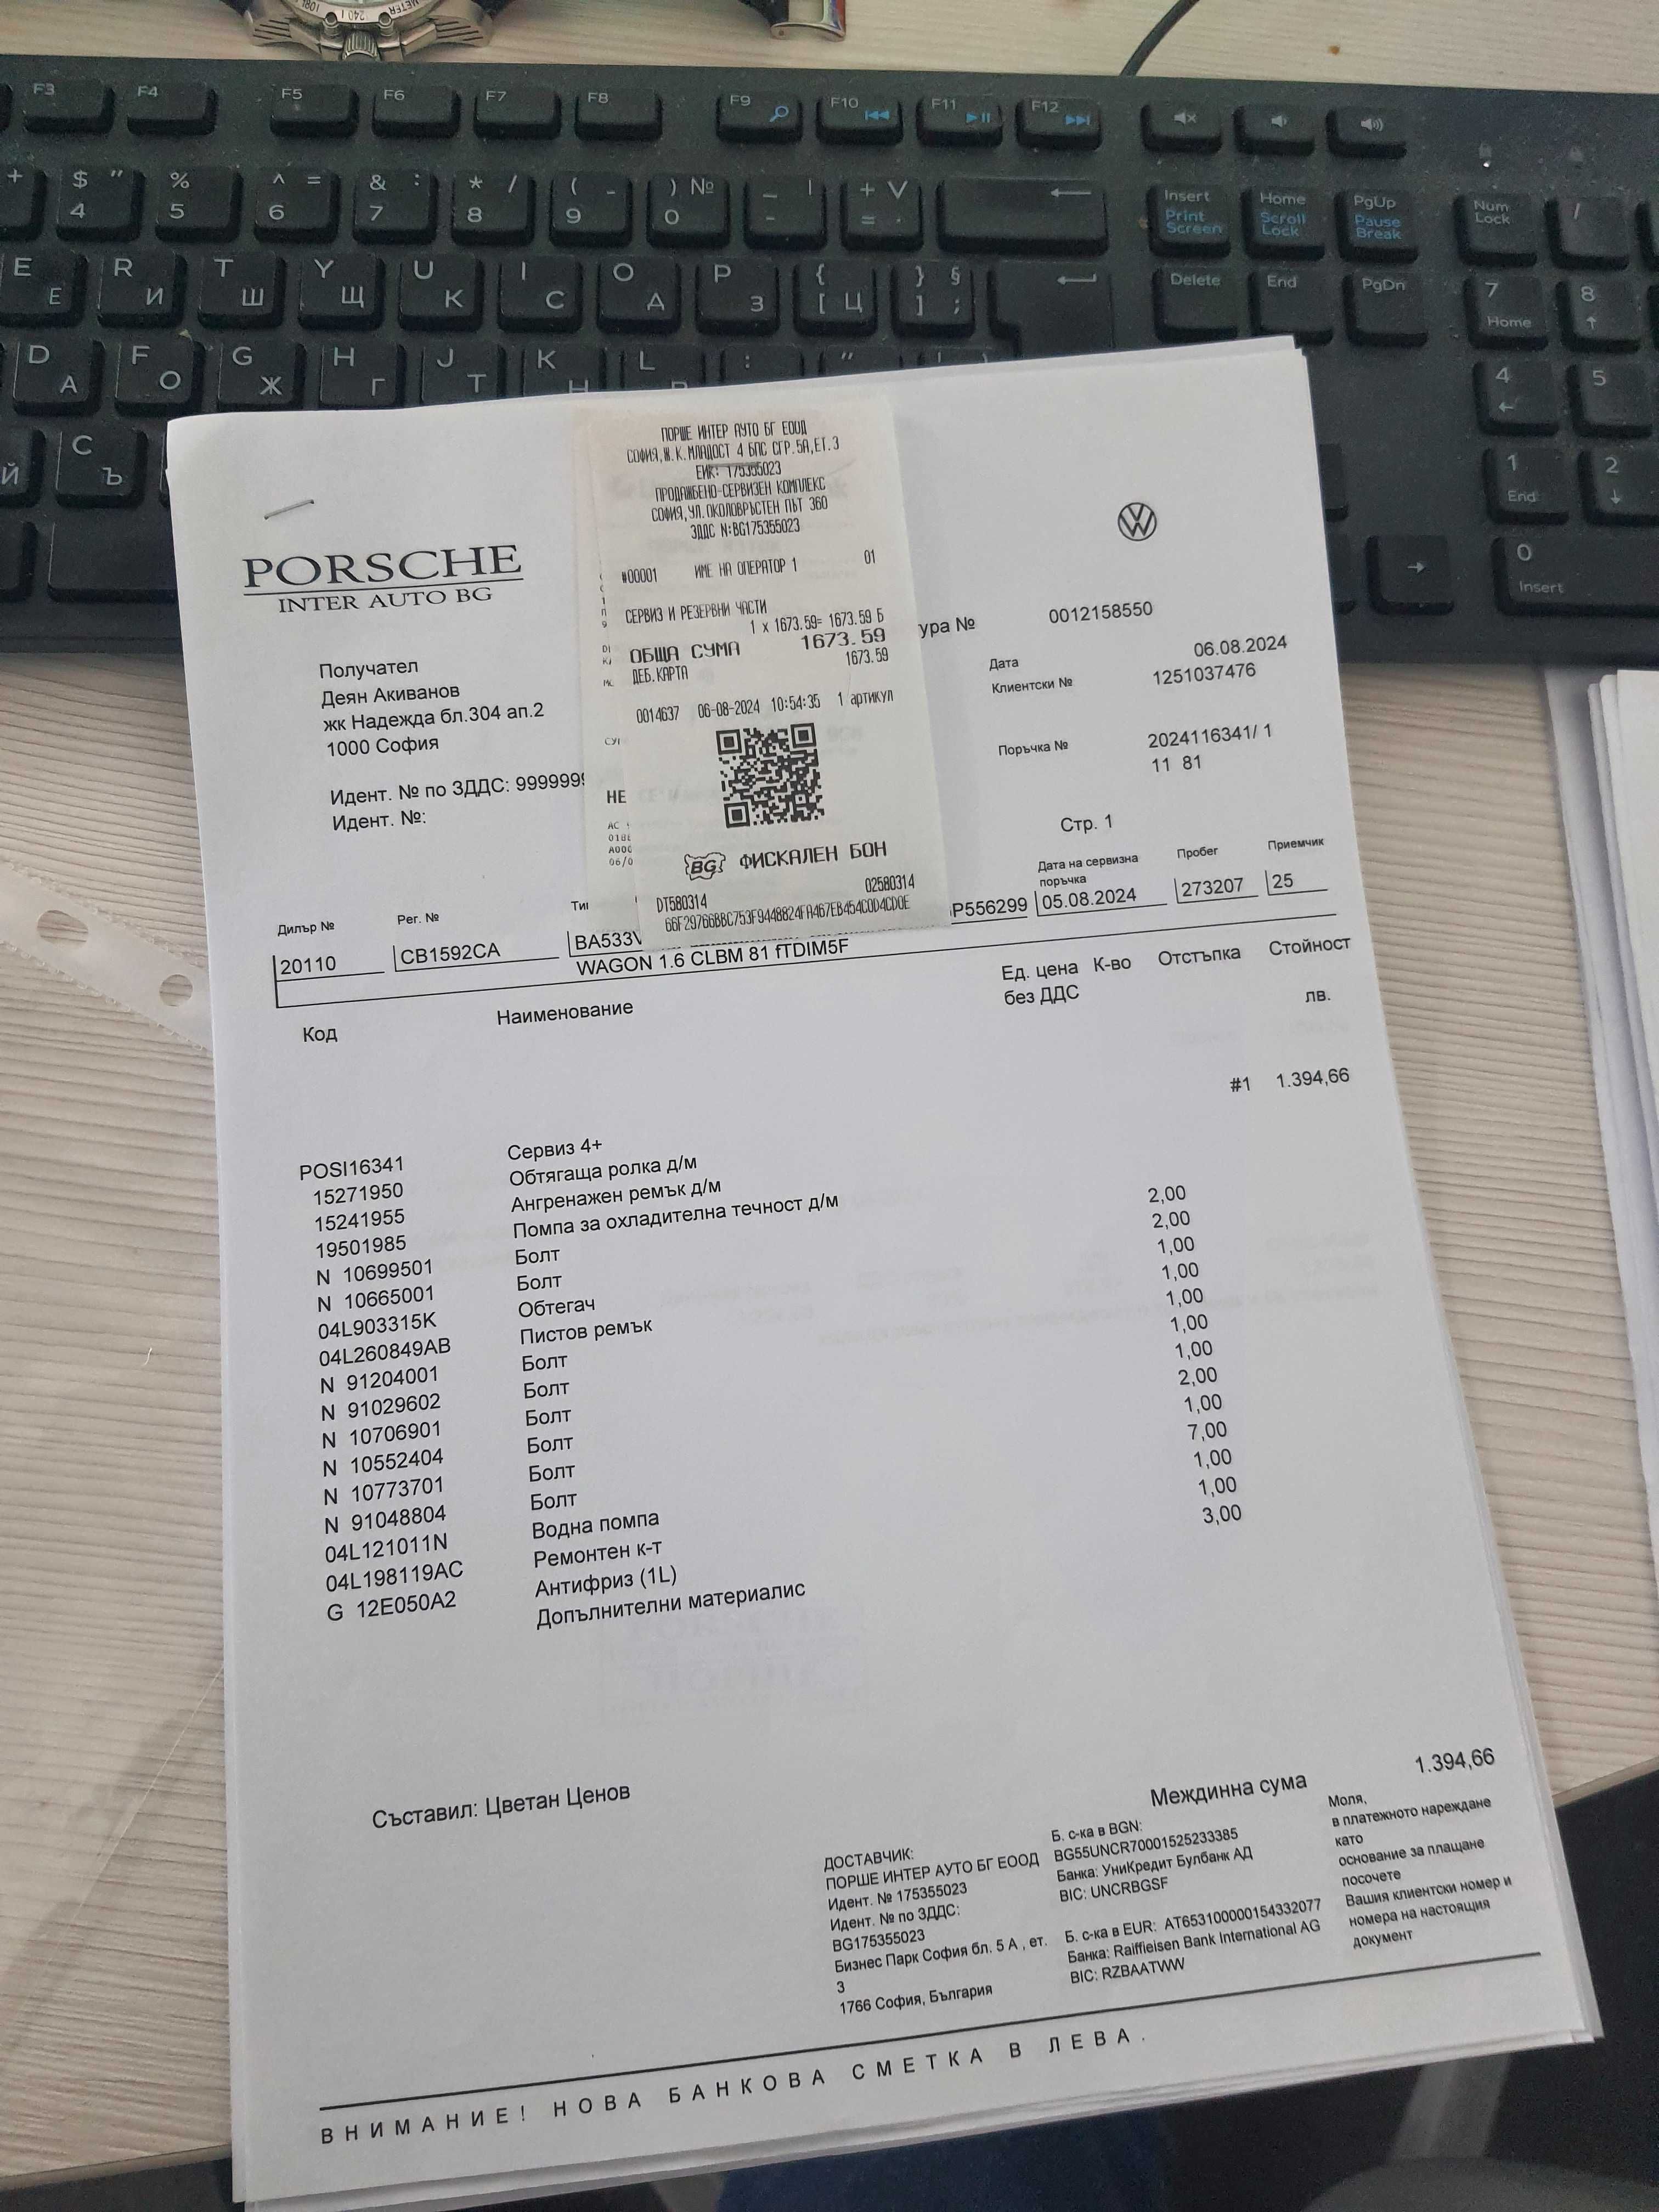 ПОРШЕ ИНТЕР АУТО БГ ЕООД
СОФИЯ,Ж.К.МЛАДОСТ 4 БПС СГР.5А,ЕТ.3
ЕИК: 175355023
ПРОДАЖБЕНО-СЕРВИЗЕН КОМПЛЕКС
СОФИЯ,УЛ.ОКОЛОВРЪСТЕН ПЪТ 360
ЗДДС N:BG175355023
#00001 ИМЕ НА ОПЕРАТОР 1 01
СЕРВИЗ И РЕЗЕРВНИ ЧАСТИ
1 x 1673.59= 1673.59 Б
ОБЩА СУМА 1673.59
ДЕБ.КАРТА 1673.59
0014637 06-08-2024 10:54:35 1 артикул
BG ФИСКАЛЕН БОН
DT580314 02580314
66F29766BBC753F9448824FA467EB454C0D4CD0E
PORSCHE
INTER AUTO BG
ура № 0012158550
Дата 06.08.2024
Клиентски № 1251037476
Поръчка № 2024116341/ 1
11 81
Стр. 1
Получател
Деян Акиванов
жк Надежда бл.304 ап.2
1000 София
Идент. № по ЗДДС: 9999999
Идент. №:
НЕ
Дилър № Рег. № Дата на сервизна поръчка Пробег Приемчик
20110 CB1592CA BA533 P556299 05.08.2024 273207 25
WAGON 1.6 CLBM 81 fTDIM5F
Код Наименование Ед. цена без ДДС К-во Отстъпка Стойност лв.
#1 1.394,66
POSI16341 Сервиз 4+
15271950 Обтягаща ролка д/м
15241955 Ангренажен ремък д/м
19501985 Помпа за охладителна течност д/м
N 10699501 Болт 2,00
N 10665001 Болт 2,00
04L903315K Обтегач 1,00
04L260849AB Пистов ремък 1,00
N 91204001 Болт 1,00
N 91029602 Болт 1,00
N 10706901 Болт 1,00
N 10552404 Болт 2,00
N 10773701 Болт 1,00
N 91048804 Болт 7,00
04L121011N Водна помпа 1,00
04L198119AC Ремонтен к-т 1,00
G 12E050A2 Антифриз (1L) 3,00
Допълнителни материалис
Съставил: Цветан Ценов
Междинна сума 1.394,66
ДОСТАВЧИК:
ПОРШЕ ИНТЕР АУТО БГ ЕООД
Идент. № 175355023
Идент. № по ЗДДС:
BG175355023
Бизнес Парк София бл. 5 А , ет.
3
1766 София, България
Б. с-ка в BGN:
BG55UNCR70001525233385
Банка: УниКредит Булбанк АД
BIC: UNCRBGSF
Б. с-ка в EUR: AT653100000154332077
Банка: Raiffeisen Bank International AG
BIC: RZBAATWW
Моля,
в платежното нареждане
като
основание за плащане
посочете
Вашия клиентски номер и
номера на настоящия
документ
ВНИМАНИЕ! НОВА БАНКОВА СМЕТКА В ЛЕВА.